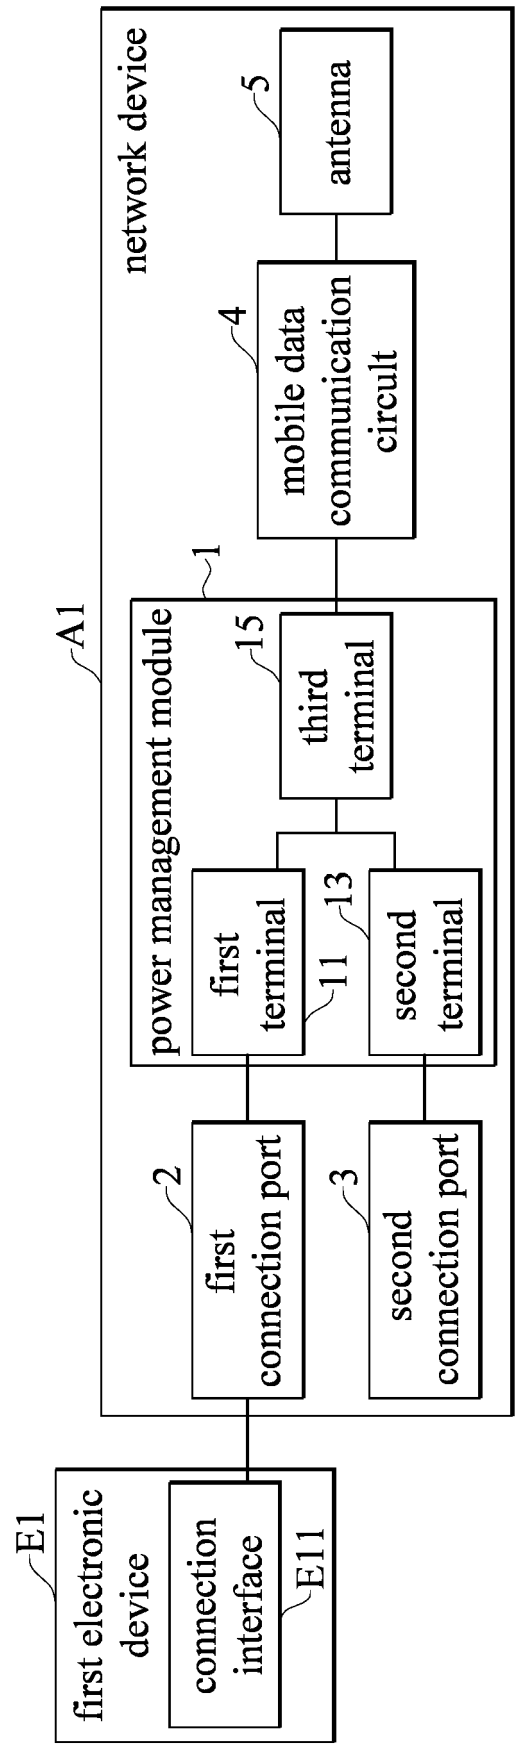 A1
network device
5
antenna
4
mobile data
communication
circult
power management module
1
15
third
terminal
first
terminal
11
13
second
terminal
2
first
connection port
3
second
connection port
E1
first electronic
device
connection
interface
E11